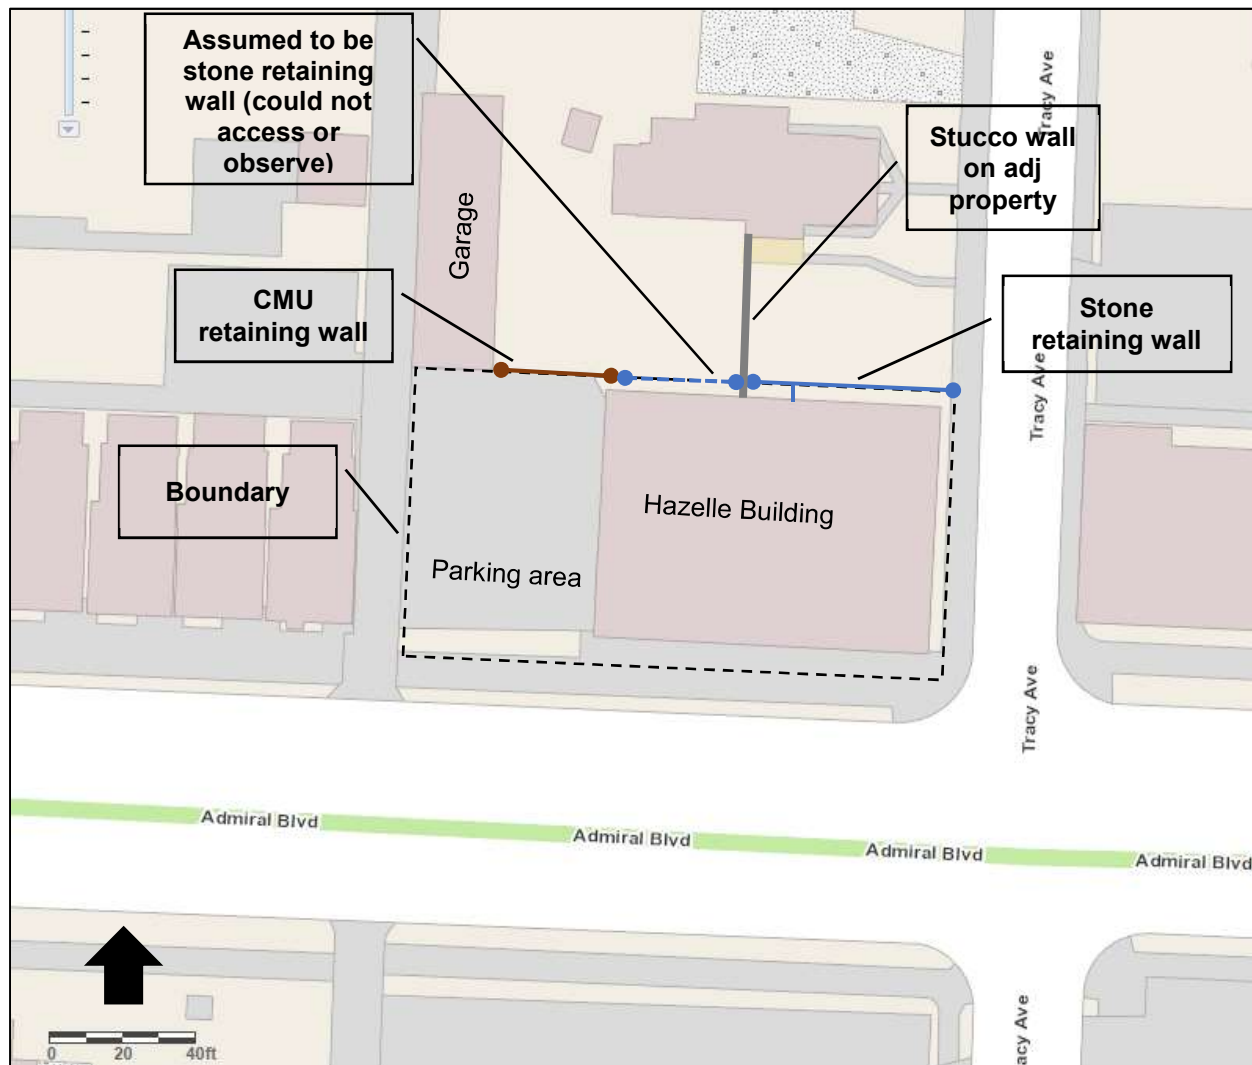 Assumed to be
stone retaining
wall (could not
access or
observe)
Stucco wall
on adj
property
Tracy Ave
Garage
CMU
retaining wall
Stone
retaining wall
Tracy Ave
Boundary
Hazelle Building
Parking area
Tracy Ave
Admiral Blvd
Admiral Blvd
Admiral Blvd
Admiral Blvd
acy Ave
0 20 40ft